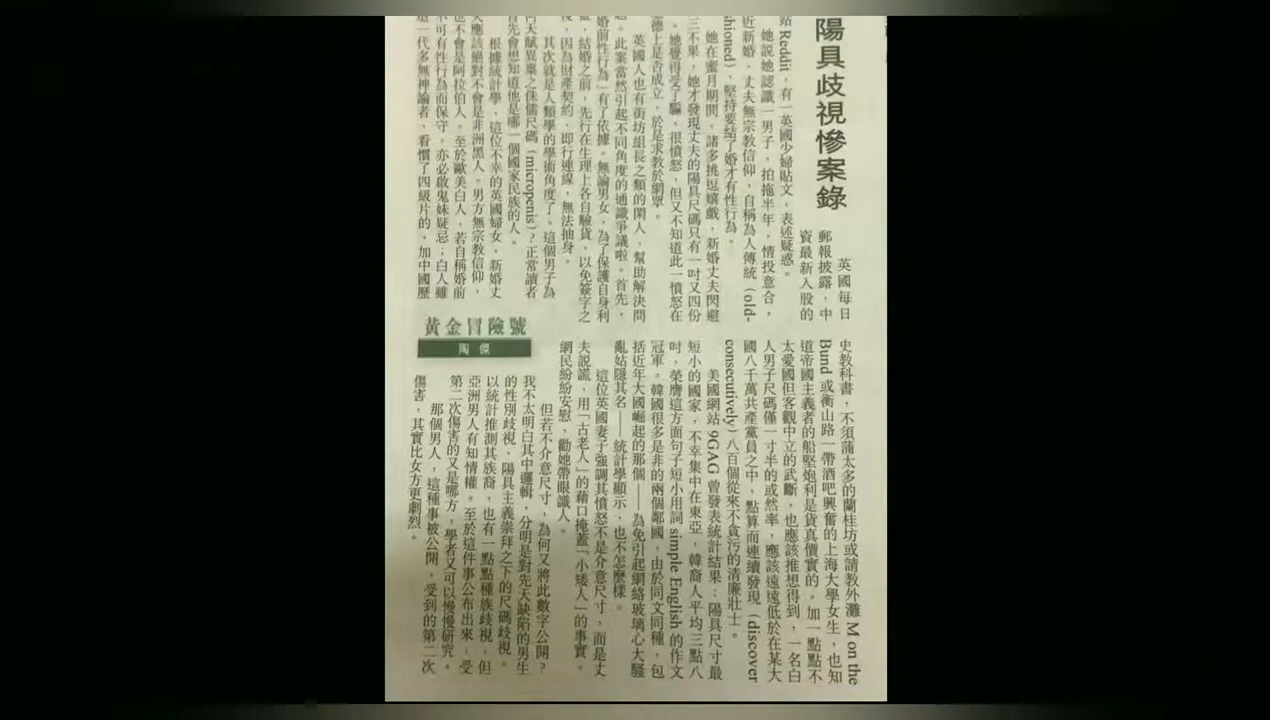 陽具歧視慘案錄
英國每日
郵報披露，中
資最新入股的
站 Reddit，有一英國少婦貼文，表述疑惑。
她說她認識一男子，拍拖半年，情投意合，
近新婚。丈夫無宗教信仰，自稱為人傳統（old-
shioned），堅持要結了婚才有性行為。
她在蜜月期間，諸多挑逗嬉戲，新婚丈夫閃避
三不果，她才發現丈夫的陽具尺碼只有一吋又四份
。她覺得受了騙，很憤怒，但又不知道此一憤怒在
德上是否成立，於是求教於網眾。
英國人也有街坊組長之類的閑人，幫助解決問
。此案當然引起不同角度的通識爭議啦。首先，
婚前性行為」有了依據。無論男女，為了保護自身利
，結婚之前，先行在生理上各自驗貨，以免簽字之
後，因為財產契約，即行連線，無法抽身。
其次就是人類學的學術角度了。這個男子為
何天賦異稟之侏儒尺碼（micropenis）？正常讀者
首先會想知道他是哪一個國家民族的人。
根據統計學，這位不幸的英國婦女，新婚丈
夫應該絕對不會是非洲黑人。男方無宗教信仰，
也不會是阿拉伯人。至於歐美白人，若自稱婚前
不可有性行為而保守，亦必啟鬼妹疑忌；白人雖
這一代多無神論者，看慣了四級片的，加中國歷
史教科書，不須蒲太多的蘭桂坊或請教外灘 M on the
Bund 或衡山路一帶酒吧興奮的上海大學女生，也知
道帝國主義者的船堅炮利是貨真價實的。加一點點不
太愛國但客觀中立的武斷，也應該推想得到，一名白
人男子尺碼僅一寸半的或然率，應該遠遠低於在某大
國八千萬共產黨員之中，點算而連續發現（discover
consecutively）八百個從來不貪污的清廉壯士。
美國網站 9GAG 曾發表統計結果：陽具尺寸最
短小的國家，不幸集中在東亞，韓裔人平均三點八
吋，榮膺這方面句子短小用詞 simple English 的作文
冠軍。韓國很多是非的兩個鄰國，由於同文同種，包
括近年大國崛起的那個——為免引起網絡玻璃心大騷
亂姑隱其名——統計學顯示，也不怎麼樣。
這位英國妻子強調其憤怒不是介意尺寸，而是丈
夫說謊，用「古老人」的藉口掩蓋「小矮人」的事實。
網民紛紛安慰，勸她帶眼識人。
但若不介意尺寸，為何又將此數字公開？
我不太明白其中邏輯，分明是對先天缺陷的男生
的性別歧視、陽具主義崇拜之下的尺碼歧視。
以統計推測其族裔，也有一點點種族歧視，但
亞洲男人有知情權。至於這件事公布出來，受
第二次傷害的又是哪方，學者又可以慢慢研究。
那個男人，這種事被公開，受到的第二次
傷害，其實比女方更劇烈。
黃金冒險號
陶傑